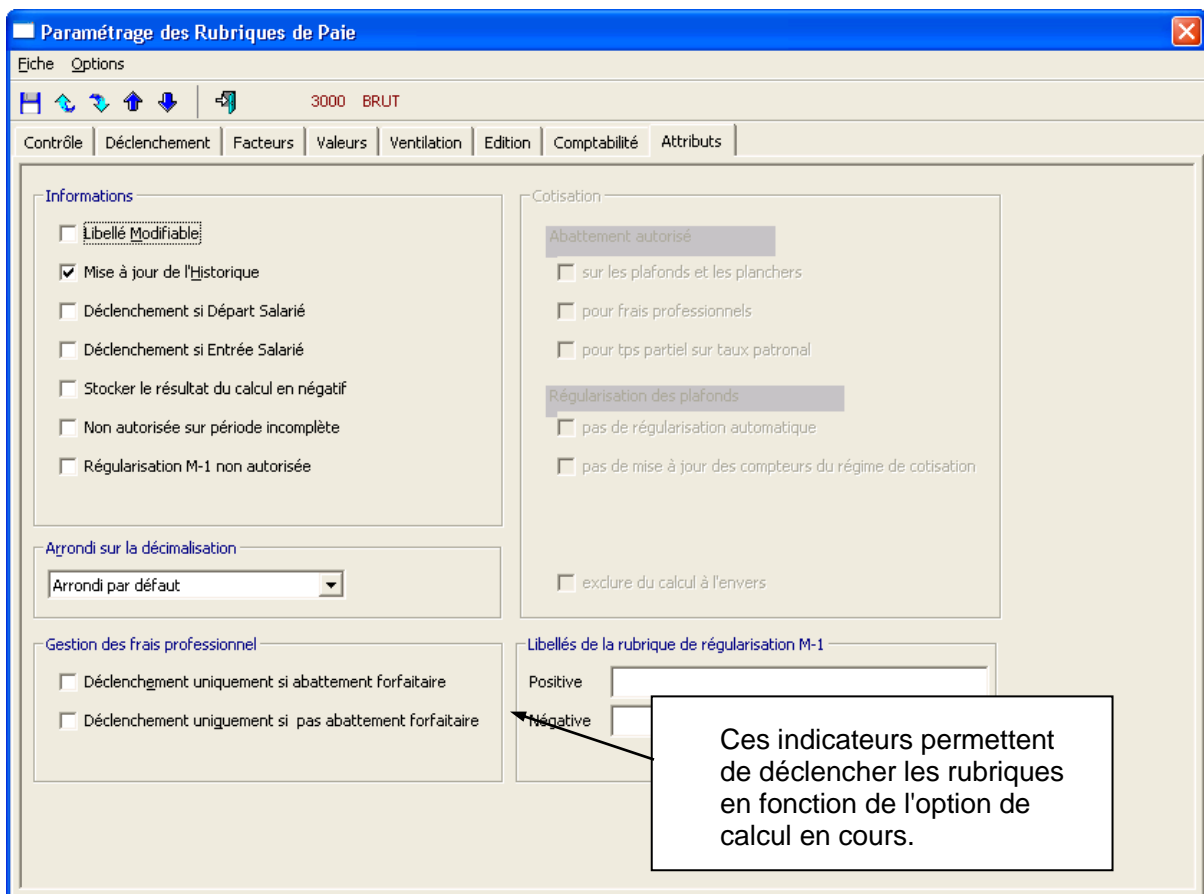 Paramétrage des Rubriques de Paie
Fiche Options
3000 BRUT
Contrôle Déclenchement Facteurs Valeurs Ventilation Edition Comptabilité Attributs
Informations
Libellé Modifiable
Mise à jour de l'Historique
Déclenchement si Départ Salarié
Déclenchement si Entrée Salarié
Stocker le résultat du calcul en négatif
Non autorisée sur période incomplète
Régularisation M-1 non autorisée
Cotisation
Abattement autorisé
sur les plafonds et les planchers
pour frais professionnels
pour tps partiel sur taux patronal
Régularisation des plafonds
pas de régularisation automatique
pas de mise à jour des compteurs du régime de cotisation
exclure du calcul à l'envers
Arrondi sur la décimalisation
Arrondi par défaut
Gestion des frais professionnel
Déclenchement uniquement si abattement forfaitaire
Déclenchement uniquement si pas abattement forfaitaire
Libellés de la rubrique de régularisation M-1
Positive
Négative
Ces indicateurs permettent
de déclencher les rubriques
en fonction de l'option de
calcul en cours.